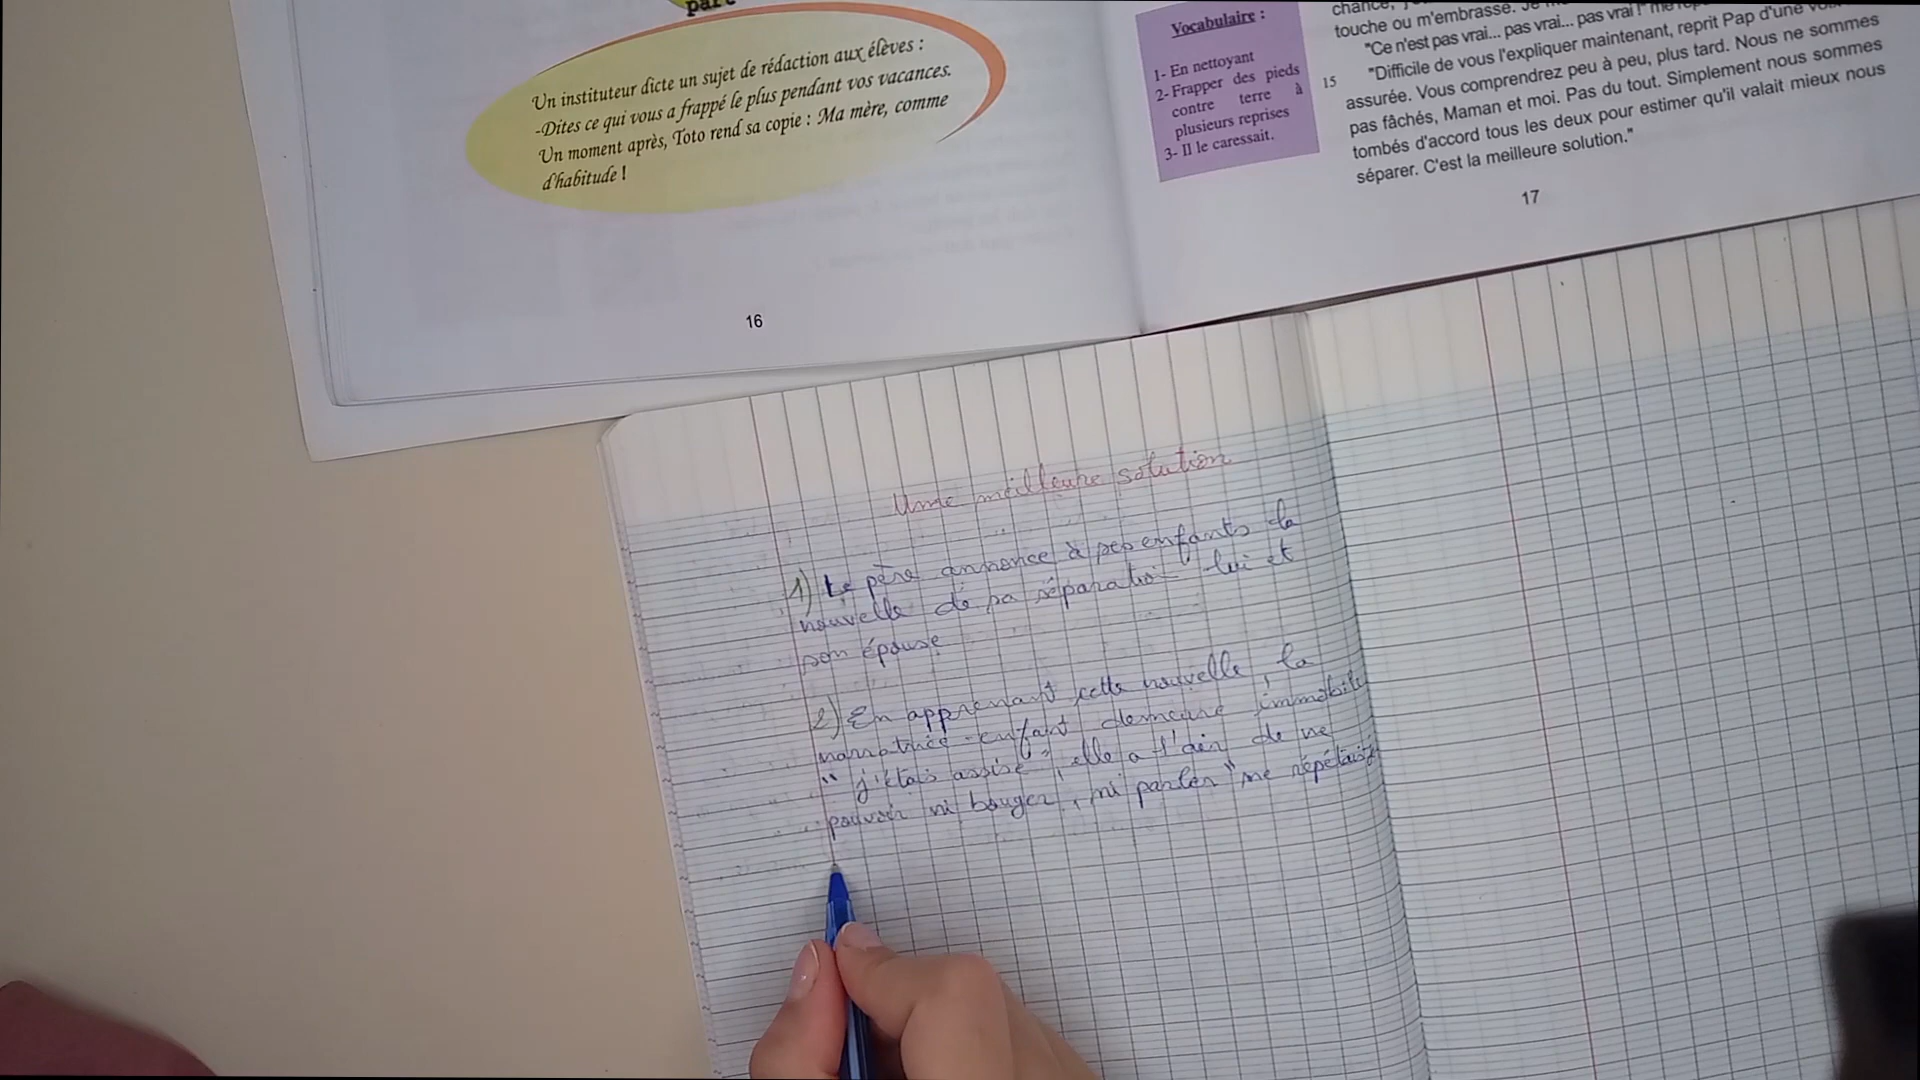 par
Un instituteur dicte un sujet de rédaction aux élèves :
-Dites ce qui vous a frappé le plus pendant vos vacances.
Un moment après, Toto rend sa copie : Ma mère, comme
d'habitude !
16
Vocabulaire :
1- En nettoyant
2- Frapper des pieds
contre terre à
plusieurs reprises
3- Il le caressait.
chance,
touche ou m'embrasse. Je
"Ce n'est pas vrai... pas vrai... pas vrai !"
"Difficile de vous l'expliquer maintenant, reprit Pap d'une
15
assurée. Vous comprendrez peu à peu, plus tard. Nous ne sommes
pas fâchés, Maman et moi. Pas du tout. Simplement nous sommes
tombés d'accord tous les deux pour estimer qu'il valait mieux nous
séparer. C'est la meilleure solution."
17
Une meilleure solution
1) Le père annonce à ses enfants la
nouvelle de sa séparation lui et
son épouse
2) En apprenant cette nouvelle, la
narratrice-enfant demeure immobile
"j'étais assise", elle a l'air de ne
pouvoir ni bouger, ni parler "me répétais